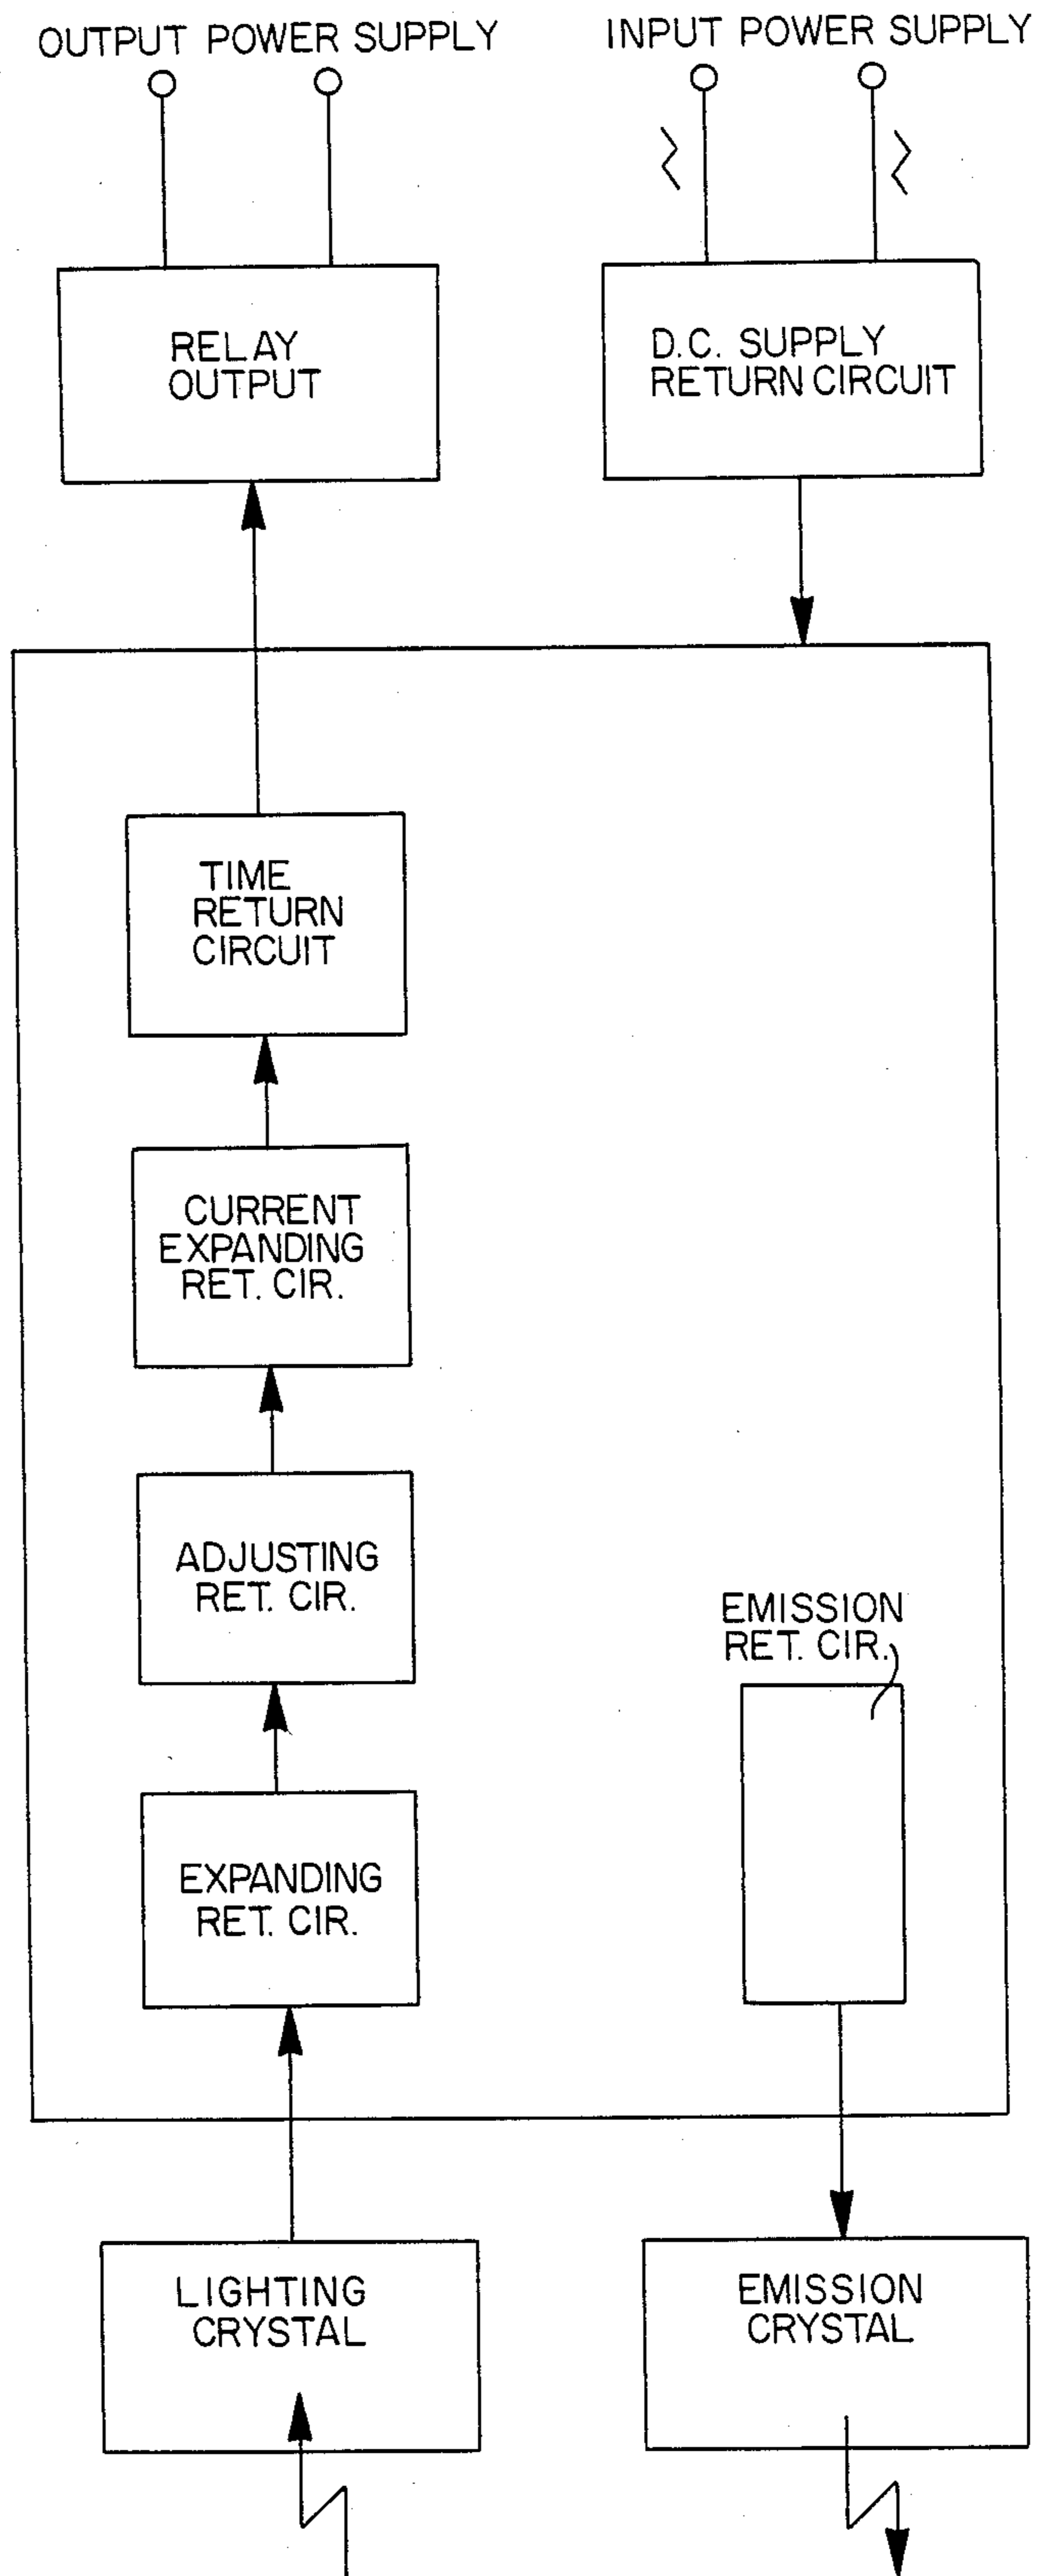 OUTPUT POWER SUPPLY
INPUT POWER SUPPLY
RELAY
OUTPUT
D.C. SUPPLY
RETURN CIRCUIT
TIME
RETURN
CIRCUIT
CURRENT
EXPANDING
RET. CIR.
ADJUSTING
RET. CIR.
EMISSION
RET. CIR.
EXPANDING
RET. CIR.
LIGHTING
CRYSTAL
EMISSION
CRYSTAL